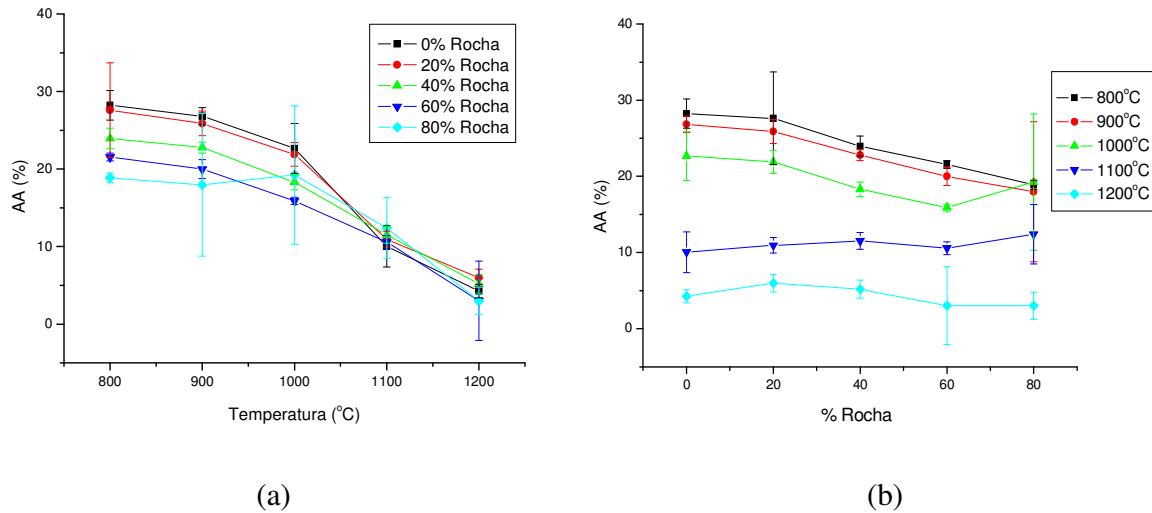 40
30
20
10
0
AA (%)
800
900
1000
1100
1200
Temperatura (°C)
0% Rocha
20% Rocha
40% Rocha
60% Rocha
80% Rocha
(a)
40
30
20
10
0
AA (%)
0
20
40
60
80
% Rocha
800°C
900°C
1000°C
1100°C
1200°C
(b)